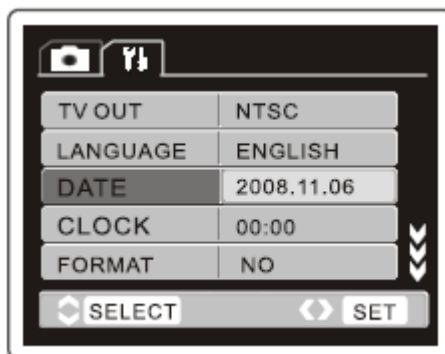 TV OUT NTSC
LANGUAGE ENGLISH
DATE 2008.11.06
CLOCK 00:00
FORMAT NO
SELECT SET